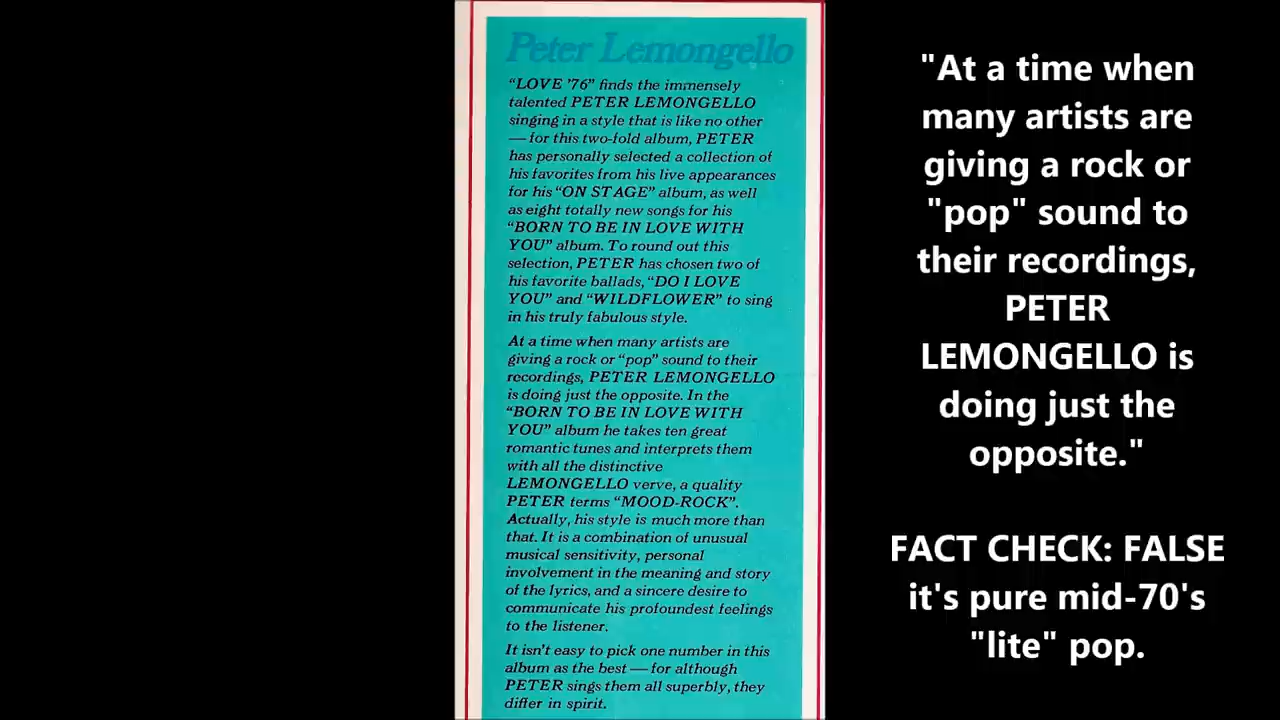 Peter Lemongello
"LOVE '76" finds the immensely
talented PETER LEMONGELLO
singing in a style that is like no other
— for this two-fold album, PETER
has personally selected a collection of
his favorites from his live appearances
for his "ON STAGE" album, as well
as eight totally new songs for his
"BORN TO BE IN LOVE WITH
YOU" album. To round out this
selection, PETER has chosen two of
his favorite ballads, "DO I LOVE
YOU" and "WILDFLOWER" to sing
in his truly fabulous style.
At a time when many artists are
giving a rock or "pop" sound to their
recordings, PETER LEMONGELLO
is doing just the opposite. In the
"BORN TO BE IN LOVE WITH
YOU" album he takes ten great
romantic tunes and interprets them
with all the distinctive
LEMONGELLO verve, a quality
PETER terms "MOOD-ROCK".
Actually, his style is much more than
that. It is a combination of unusual
musical sensitivity, personal
involvement in the meaning and story
of the lyrics, and a sincere desire to
communicate his profoundest feelings
to the listener.
It isn't easy to pick one number in this
album as the best — for although
PETER sings them all superbly, they
differ in spirit.
"At a time when
many artists are
giving a rock or
"pop" sound to
their recordings,
PETER
LEMONGELLO is
doing just the
opposite."
FACT CHECK: FALSE
it's pure mid-70's
"lite" pop.